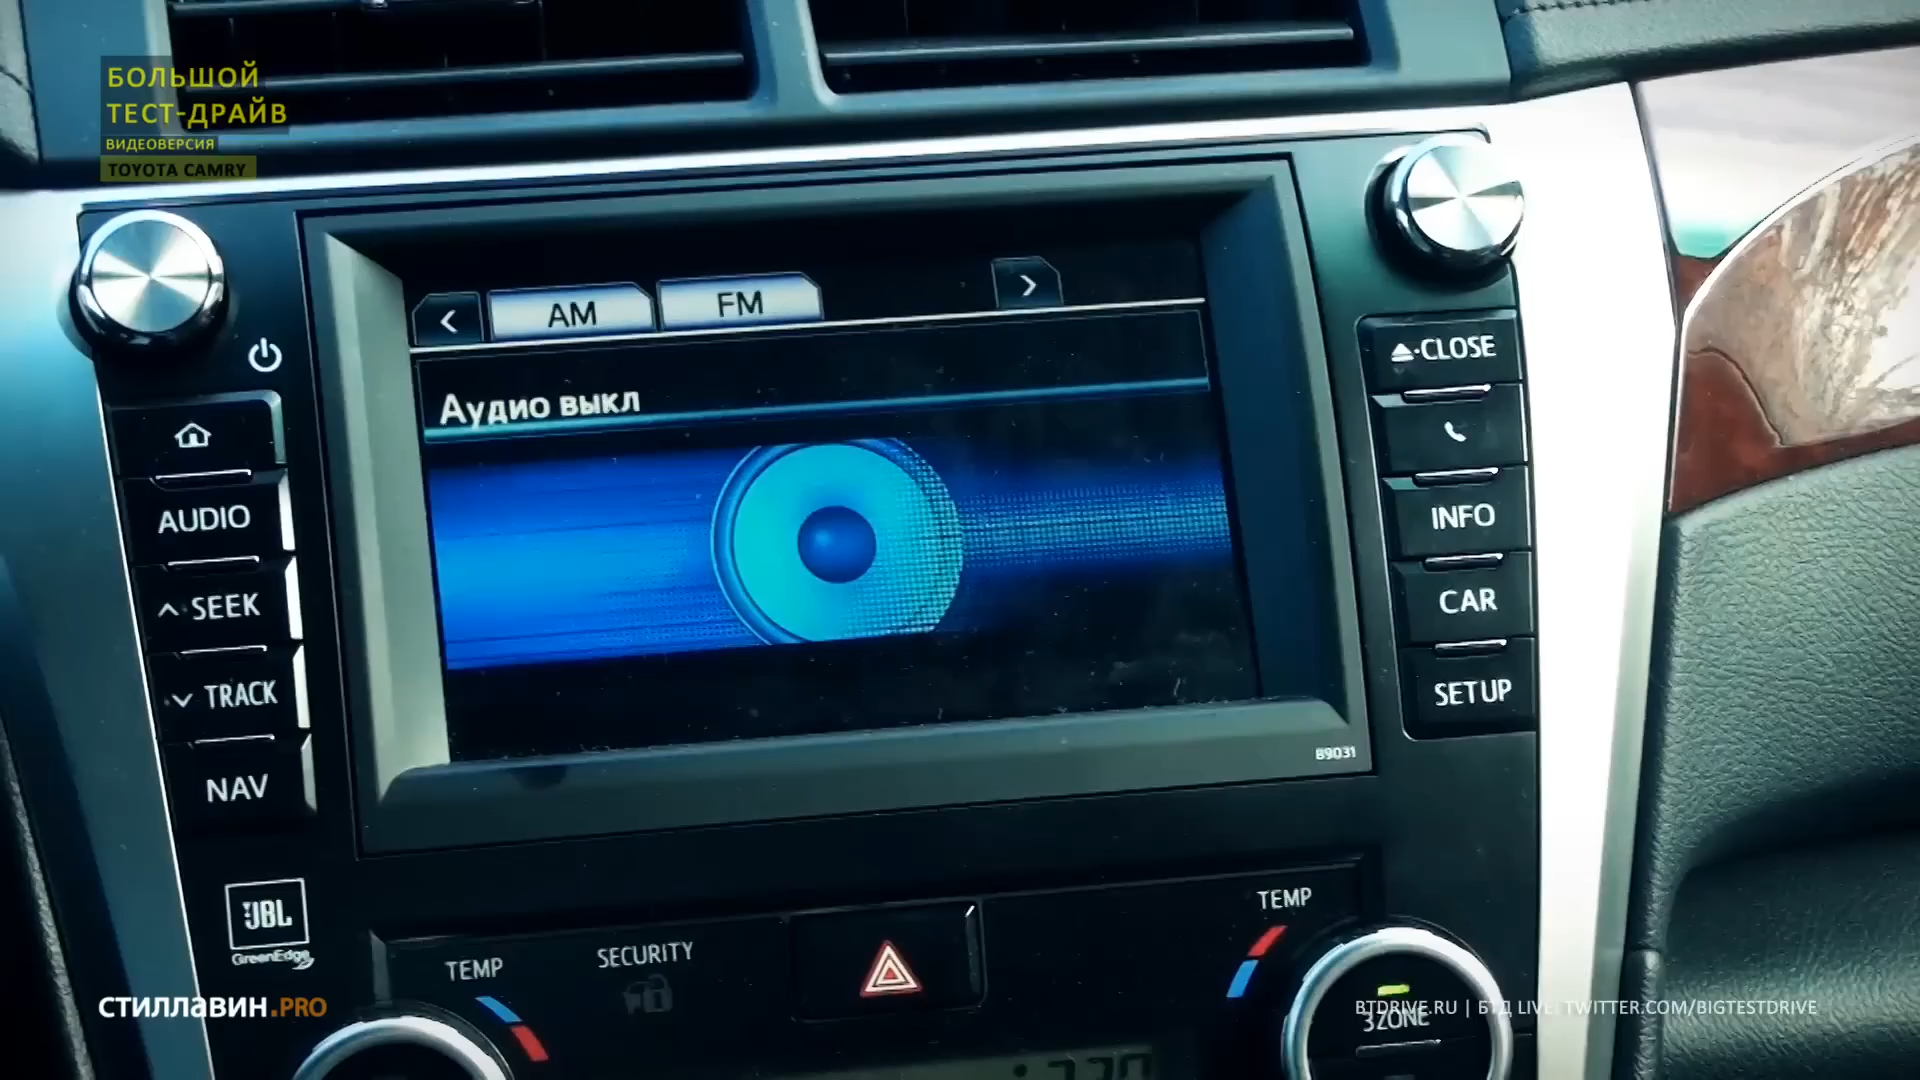 БОЛЬШОЙ
ТЕСТ-ДРАЙВ
ВИДЕОВЕРСИЯ
TOYOTA CAMRY
AM
FM
CLOSE
Аудио выкл
AUDIO
INFO
SEEK
CAR
TRACK
SETUP
NAV
89031
JBL
GreenEdge
TEMP
SECURITY
TEMP
СТИЛЛАВИН.PRO
BTDRIVE.RU | БТД LIVE: TWITTER.COM/BIGTESTDRIVE
3ZONE